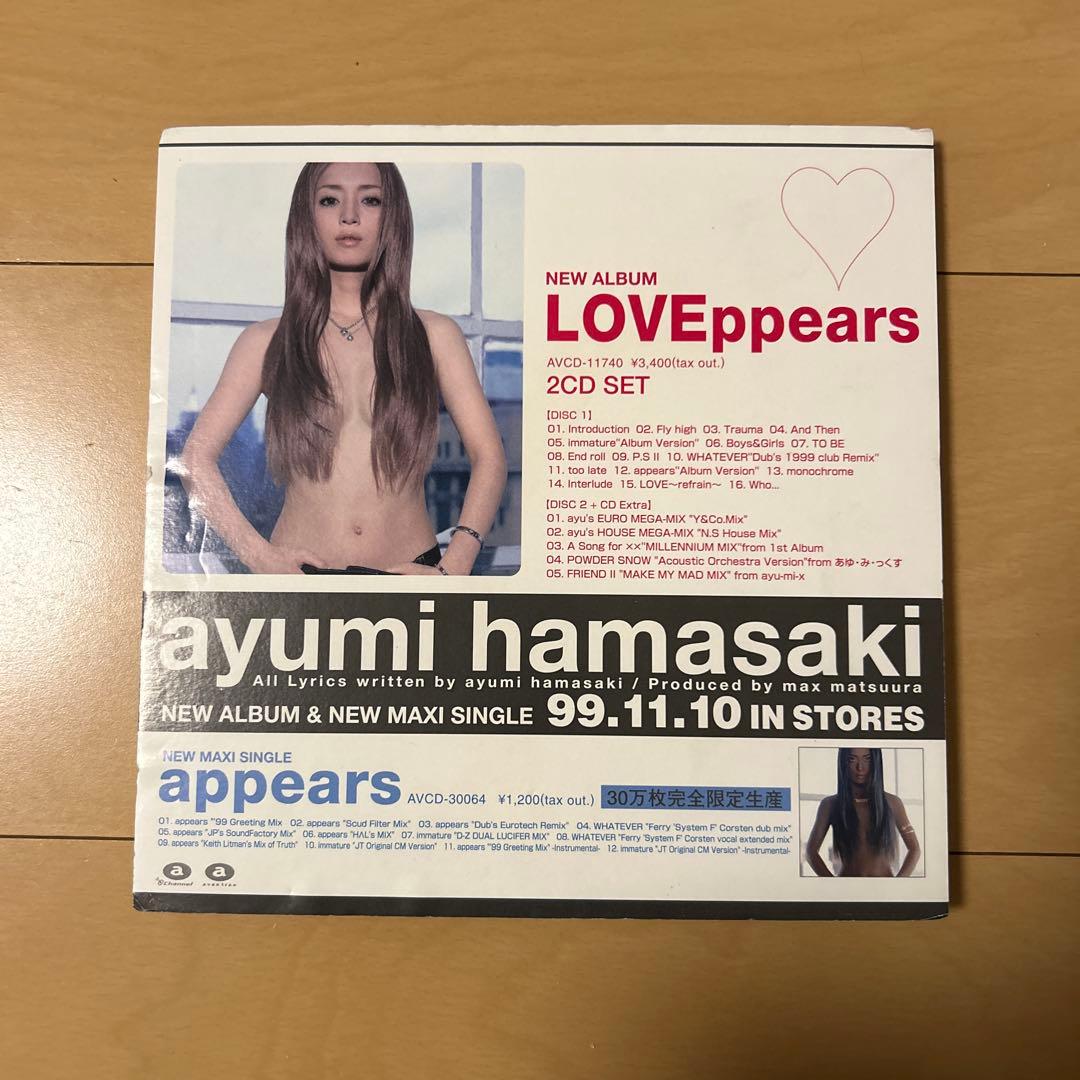 NEW ALBUM
LOVEppears
AVCD-11740 ¥3,400(tax out.)
2CD SET
【DISC 1】
01. Introduction 02. Fly high 03. Trauma 04. And Then
05. immature"Album Version" 06. Boys&Girls 07. TO BE
08. End roll 09. P.S II 10. WHATEVER"Dub's 1999 club Remix"
11. too late 12. appears"Album Version" 13. monochrome
14. Interlude 15. LOVE〜refrain〜 16. Who...
【DISC 2 + CD Extra】
01. ayu's EURO MEGA-MIX "Y&Co.Mix"
02. ayu's HOUSE MEGA-MIX "N.S House Mix"
03. A Song for ××"MILLENNIUM MIX"from 1st Album
04. POWDER SNOW "Acoustic Orchestra Version"from あゆ・み・っくす
05. FRIEND II "MAKE MY MAD MIX" from ayu-mi-x
ayumi hamasaki
All Lyrics written by ayumi hamasaki / Produced by max matsuura
NEW ALBUM & NEW MAXI SINGLE 99.11.10 IN STORES
NEW MAXI SINGLE
appears AVCD-30064 ¥1,200(tax out.) 30万枚完全限定生産
01. appears "'99 Greeting Mix" 02. appears "Scud Filter Mix" 03. appears "Dub's Eurotech Remix" 04. WHATEVER "Ferry 'System F' Corsten dub mix"
05. appears "JP's SoundFactory Mix" 06. appears "HAL's MIX" 07. immature "D-Z DUAL LUCIFER MIX" 08. WHATEVER "Ferry 'System F' Corsten vocal extended mix"
09. appears "Keith Litman's Mix of Truth" 10. immature "JT Original CM Version" 11. appears "'99 Greeting Mix" -Instrumental- 12. immature "JT Original CM Version" -Instrumental-
a a
@Channel avex trax